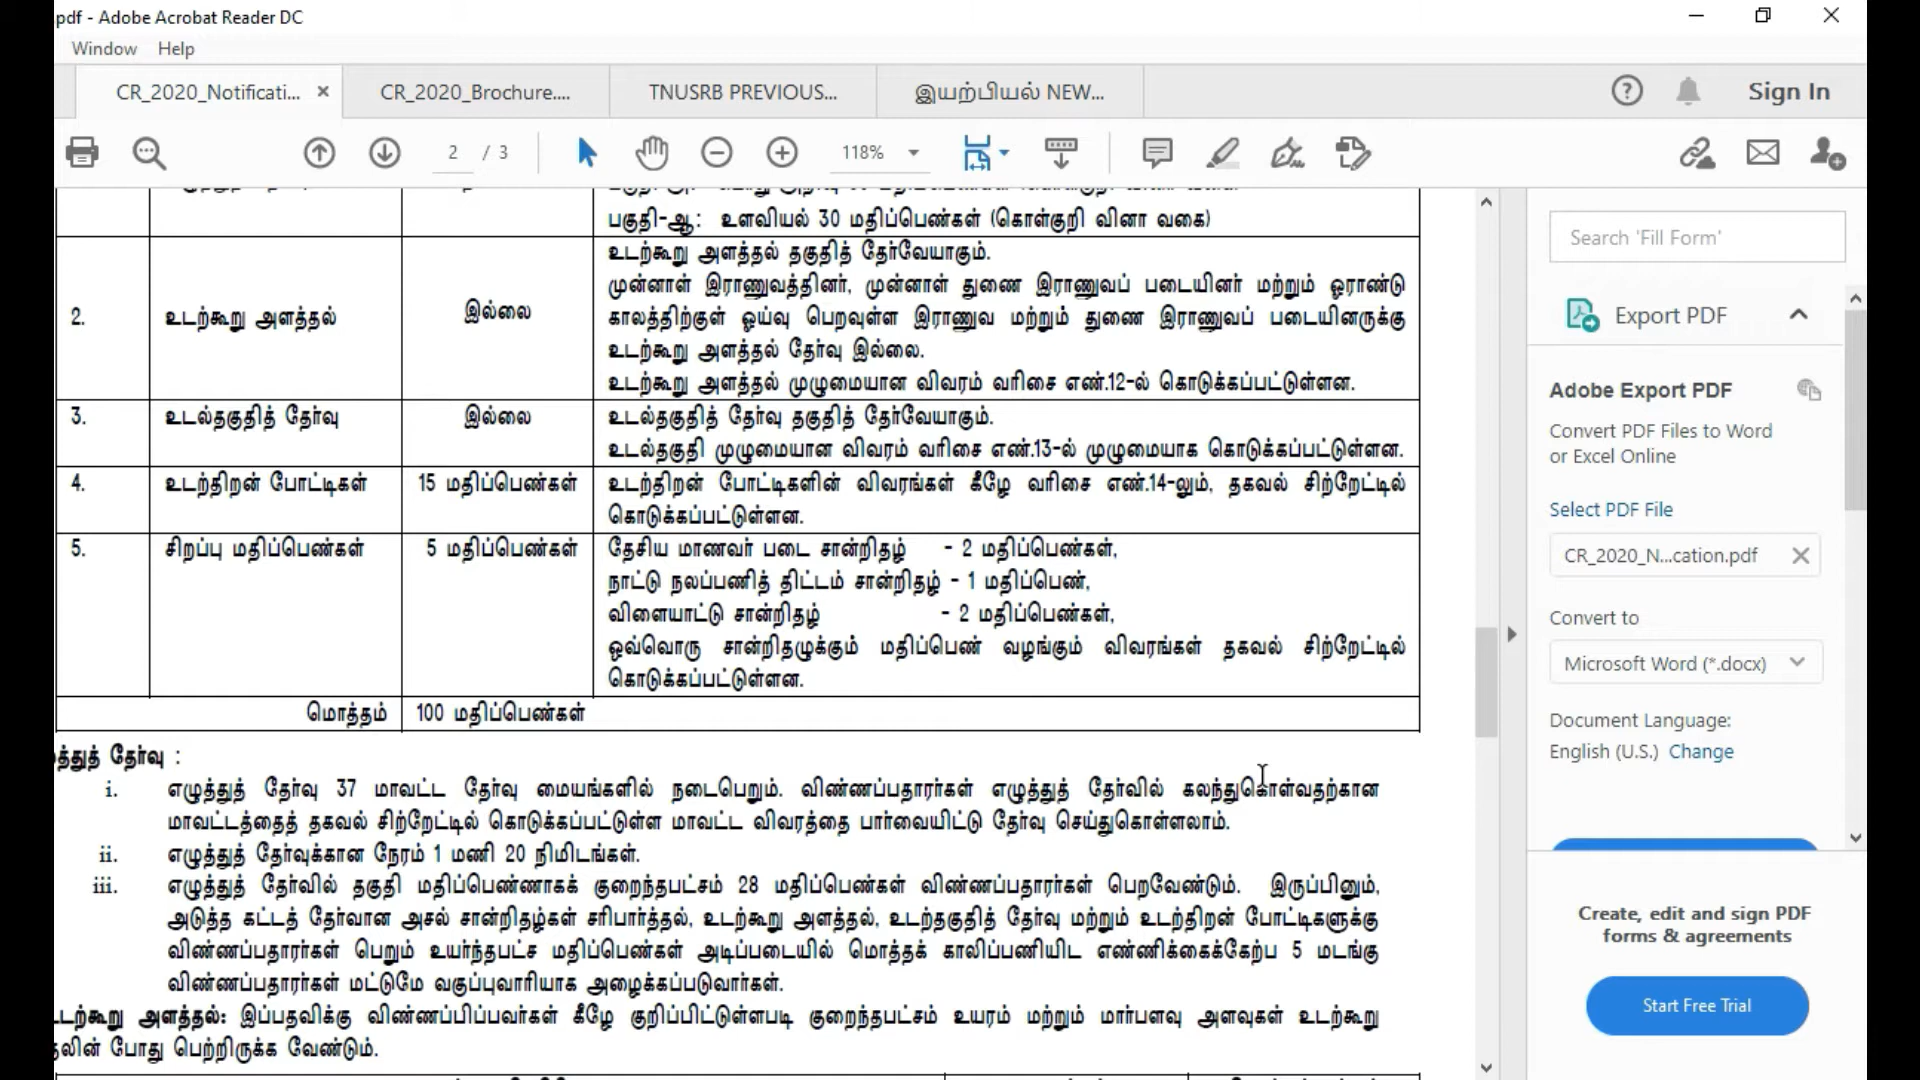 pdf - Adobe Acrobat Reader DC
Window Help
CR_2020_Notificati... CR_2020_Brochure.... TNUSRB PREVIOUS... இயற்பியல் NEW... Sign In
2 / 3 118%
பகுதி-ஆ: உளவியல் 30 மதிப்பெண்கள் (கொள்குறி வினா வகை)
2. உடற்கூறு அளத்தல் இல்லை
உடற்கூறு அளத்தல் தகுதித் தேர்வேயாகும்.
முன்னாள் இராணுவத்தினர், முன்னாள் துணை இராணுவப் படையினர் மற்றும் ஓராண்டு
காலத்திற்குள் ஓய்வு பெறவுள்ள இராணுவ மற்றும் துணை இராணுவப் படையினருக்கு
உடற்கூறு அளத்தல் தேர்வு இல்லை.
உடற்கூறு அளத்தல் முழுமையான விவரம் வரிசை எண்.12-ல் கொடுக்கப்பட்டுள்ளன.
3. உடல்தகுதித் தேர்வு இல்லை உடல்தகுதித் தேர்வு தகுதித் தேர்வேயாகும்.
உடல்தகுதி முழுமையான விவரம் வரிசை எண்.13-ல் முழுமையாக கொடுக்கப்பட்டுள்ளன.
4. உடற்திறன் போட்டிகள் 15 மதிப்பெண்கள் உடற்திறன் போட்டிகளின் விவரங்கள் கீழே வரிசை எண்.14-லும், தகவல் சிற்றேட்டில்
கொடுக்கப்பட்டுள்ளன.
5. சிறப்பு மதிப்பெண்கள் 5 மதிப்பெண்கள் தேசிய மாணவர் படை சான்றிதழ் - 2 மதிப்பெண்கள்,
நாட்டு நலப்பணித் திட்டம் சான்றிதழ் - 1 மதிப்பெண்,
விளையாட்டு சான்றிதழ் - 2 மதிப்பெண்கள்,
ஒவ்வொரு சான்றிதழுக்கும் மதிப்பெண் வழங்கும் விவரங்கள் தகவல் சிற்றேட்டில்
கொடுக்கப்பட்டுள்ளன.
மொத்தம் 100 மதிப்பெண்கள்
த்துத் தேர்வு :
i. எழுத்துத் தேர்வு 37 மாவட்ட தேர்வு மையங்களில் நடைபெறும். விண்ணப்பதாரர்கள் எழுத்துத் தேர்வில் கலந்துகொள்வதற்கான
மாவட்டத்தைத் தகவல் சிற்றேட்டில் கொடுக்கப்பட்டுள்ள மாவட்ட விவரத்தை பார்வையிட்டு தேர்வு செய்துகொள்ளலாம்.
ii. எழுத்துத் தேர்வுக்கான நேரம் 1 மணி 20 நிமிடங்கள்.
iii. எழுத்துத் தேர்வில் தகுதி மதிப்பெண்ணாகக் குறைந்தபட்சம் 28 மதிப்பெண்கள் விண்ணப்பதாரர்கள் பெறவேண்டும். இருப்பினும்,
அடுத்த கட்டத் தேர்வான அசல் சான்றிதழ்கள் சரிபார்த்தல், உடற்கூறு அளத்தல், உடற்தகுதித் தேர்வு மற்றும் உடற்திறன் போட்டிகளுக்கு
விண்ணப்பதாரர்கள் பெறும் உயர்ந்தபட்ச மதிப்பெண்கள் அடிப்படையில் மொத்தக் காலிப்பணியிட எண்ணிக்கைக்கேற்ப 5 மடங்கு
விண்ணப்பதாரர்கள் மட்டுமே வகுப்புவாரியாக அழைக்கப்படுவார்கள்.
டற்கூறு அளத்தல்: இப்பதவிக்கு விண்ணப்பிப்பவர்கள் கீழே குறிப்பிட்டுள்ளபடி குறைந்தபட்சம் உயரம் மற்றும் மார்பளவு அளவுகள் உடற்கூறு
தலின் போது பெற்றிருக்க வேண்டும்.
Search 'Fill Form'
Export PDF
Adobe Export PDF
Convert PDF Files to Word
or Excel Online
Select PDF File
CR_2020_N...cation.pdf
Convert to
Microsoft Word (*.docx)
Document Language:
English (U.S.) Change
Create, edit and sign PDF
forms & agreements
Start Free Trial